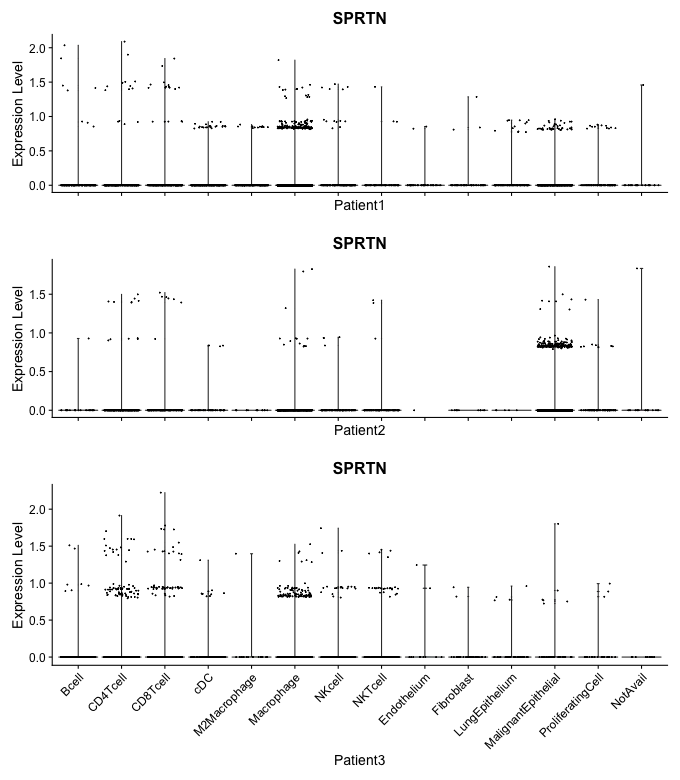 SPRTN
Expression Level
2.0
1.5
1.0
0.5
0.0
Patient1
SPRTN
Expression Level
1.5
1.0
0.5
0.0
Patient2
SPRTN
Expression Level
2.0
1.5
1.0
0.5
0.0
Bcell
CD4Tcell
CD8Tcell
cDC
M2Macrophage
Macrophage
NKcell
NKTcell
Endothelium
Fibroblast
LungEpithelium
MalignantEpithelial
ProliferatingCell
NotAvail
Patient3